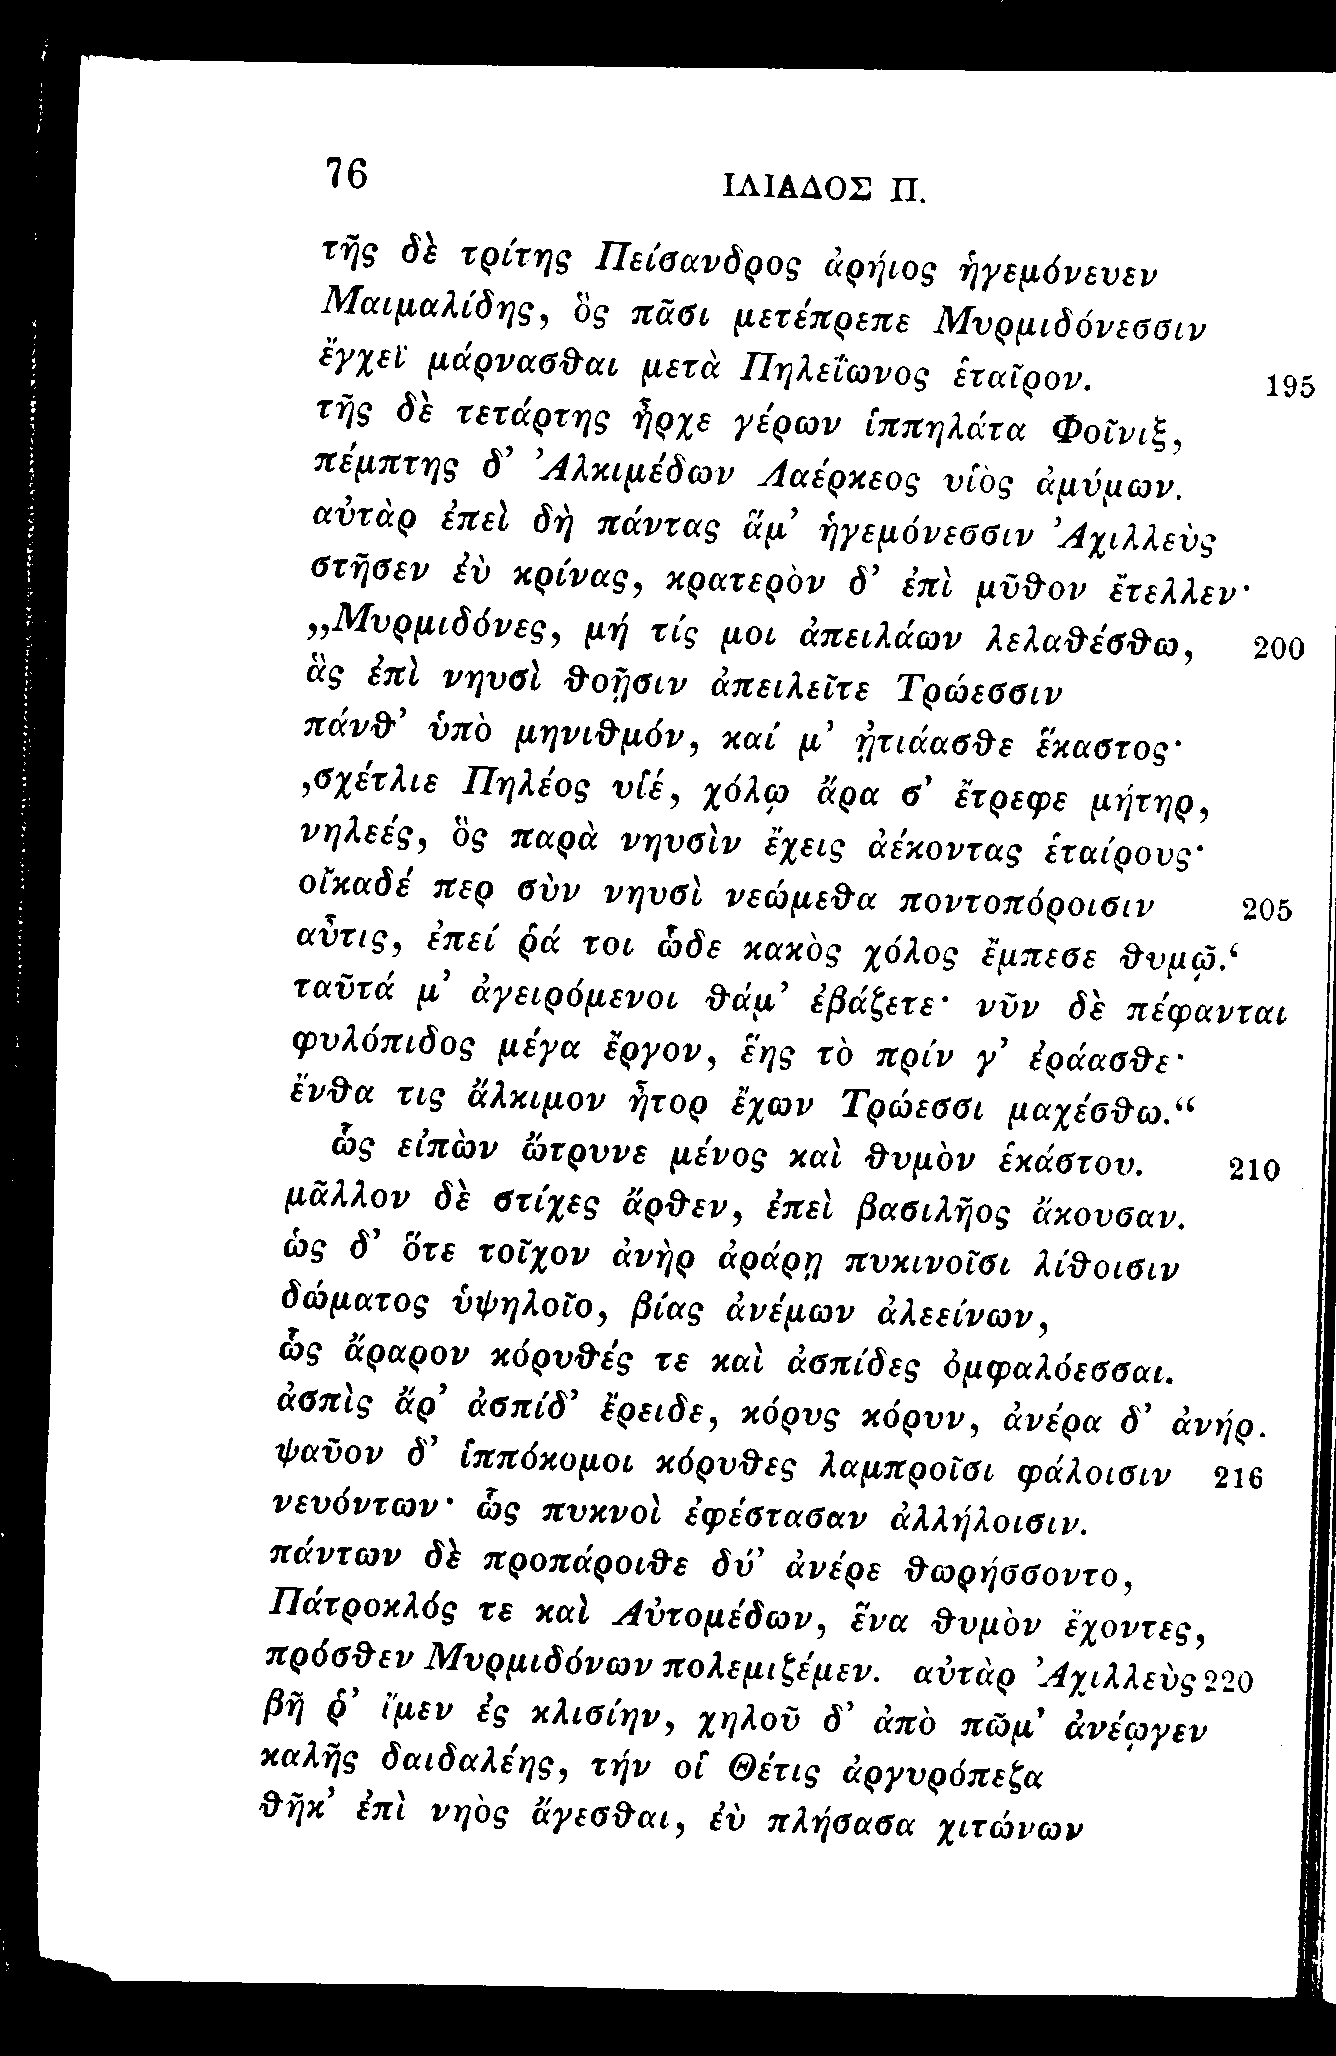 76
ΙΛΙΑΔΟΣ Π.
τῆς δὲ τρίτης Πείσανδρος ἀρήιος ἡγεμόνευεν
Μαιμαλίδης, ὃς πᾶσι μετέπρεπε Μυρμιδόνεσσιν
ἔγχεϊ μάρνασθαι μετὰ Πηλεΐωνος ἑταῖρον. 195
τῆς δὲ τετάρτης ἦρχε γέρων ἱππηλάτα Φοῖνιξ,
πέμπτης δ’ Ἀλκιμέδων Λαέρκεος υἱὸς ἀμύμων.
αὐτὰρ ἐπεὶ δὴ πάντας ἅμ’ ἡγεμόνεσσιν Ἀχιλλεὺς
στῆσεν ἐὺ κρίνας, κρατερὸν δ’ ἐπὶ μῦθον ἔτελλεν·
„Μυρμιδόνες, μή τίς μοι ἀπειλάων λελαθέσθω, 200
ἃς ἐπὶ νηυσὶ θοῇσιν ἀπειλεῖτε Τρώεσσιν
πάνθ’ ὑπὸ μηνιθμόν, καί μ’ ᾐτιάασθε ἕκαστος·
‚σχέτλιε Πηλέος υἱέ, χόλῳ ἄρα σ’ ἔτρεφε μήτηρ,
νηλεές, ὃς παρὰ νηυσὶν ἔχεις ἀέκοντας ἑταίρους·
οἴκαδέ περ σὺν νηυσὶ νεώμεθα ποντοπόροισιν 205
αὖτις, ἐπεί ῥά τοι ὧδε κακὸς χόλος ἔμπεσε θυμῷ.‘
ταῦτά μ’ ἀγειρόμενοι θάμ’ ἐβάζετε· νῦν δὲ πέφανται
φυλόπιδος μέγα ἔργον, ἕης τὸ πρίν γ’ ἐράασθε·
ἔνθα τις ἄλκιμον ἦτορ ἔχων Τρώεσσι μαχέσθω.“
ὣς εἰπὼν ὤτρυνε μένος καὶ θυμὸν ἑκάστου. 210
μᾶλλον δὲ στίχες ἄρθεν, ἐπεὶ βασιλῆος ἄκουσαν.
ὡς δ’ ὅτε τοῖχον ἀνὴρ ἀράρῃ πυκινοῖσι λίθοισιν
δώματος ὑψηλοῖο, βίας ἀνέμων ἀλεείνων,
ὣς ἄραρον κόρυθές τε καὶ ἀσπίδες ὀμφαλόεσσαι.
ἀσπὶς ἄρ’ ἀσπίδ’ ἔρειδε, κόρυς κόρυν, ἀνέρα δ’ ἀνήρ.
ψαῦον δ’ ἱππόκομοι κόρυθες λαμπροῖσι φάλοισιν 216
νευόντων· ὣς πυκνοὶ ἐφέστασαν ἀλλήλοισιν.
πάντων δὲ προπάροιθε δύ’ ἀνέρε θωρήσσοντο,
Πάτροκλός τε καὶ Αὐτομέδων, ἕνα θυμὸν ἔχοντες,
πρόσθεν Μυρμιδόνων πολεμιζέμεν. αὐτὰρ Ἀχιλλεὺς 220
βῆ ῥ’ ἴμεν ἐς κλισίην, χηλοῦ δ’ ἀπὸ πῶμ’ ἀνέῳγεν
καλῆς δαιδαλέης, τήν οἱ Θέτις ἀργυρόπεζα
θῆκ’ ἐπὶ νηὸς ἄγεσθαι, ἐὺ πλήσασα χιτώνων